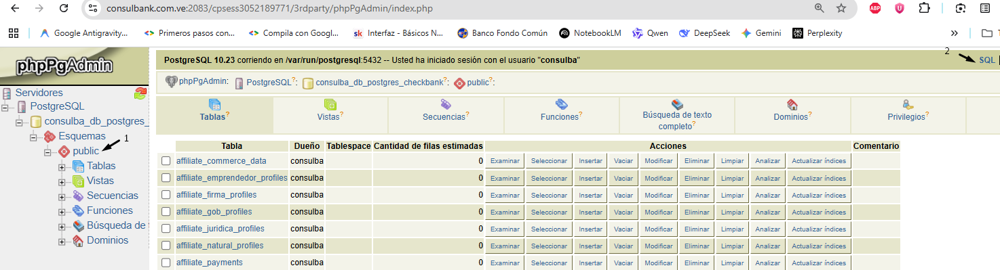 consulbank.com.ve:2083/cpsess3052189771/3rdparty/phpPgAdmin/index.php
ABP
Google Antigravity...
Primeros pasos con...
Compila con Googl...
sk Interfaz - Básicos N...
Banco Fondo Común
NotebookLM
Qwen
DeepSeek
Gemini
Perplexity
»
phpPgAdmin
Servidores
PostgreSQL
consulba_db_postgres_
Esquemas
public 1
Tablas
Vistas
Secuencias
Funciones
Búsqueda de
Dominios
PostgreSQL 10.23 corriendo en /var/run/postgresql:5432 -- Usted ha iniciado sesión con el usuario "consulba"
2
SQL
phpPgAdmin: PostgreSQL?: consulba_db_postgres_checkbank?: public?:
Tablas? Vistas? Secuencias? Funciones? Búsqueda de texto completo? Dominios? Privilegios?
Tabla Dueño Tablespace Cantidad de filas estimadas Acciones Comentario
affiliate_commerce_data consulba 0 Examinar Seleccionar Insertar Vaciar Modificar Eliminar Limpiar Analizar Actualizar índices
affiliate_emprendedor_profiles consulba 0 Examinar Seleccionar Insertar Vaciar Modificar Eliminar Limpiar Analizar Actualizar índices
affiliate_firma_profiles consulba 0 Examinar Seleccionar Insertar Vaciar Modificar Eliminar Limpiar Analizar Actualizar índices
affiliate_gob_profiles consulba 0 Examinar Seleccionar Insertar Vaciar Modificar Eliminar Limpiar Analizar Actualizar índices
affiliate_juridica_profiles consulba 0 Examinar Seleccionar Insertar Vaciar Modificar Eliminar Limpiar Analizar Actualizar índices
affiliate_natural_profiles consulba 0 Examinar Seleccionar Insertar Vaciar Modificar Eliminar Limpiar Analizar Actualizar índices
affiliate_payments consulba 0 Examinar Seleccionar Insertar Vaciar Modificar Eliminar Limpiar Analizar Actualizar índices